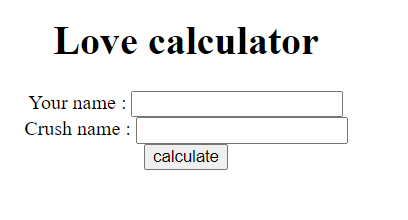 Love calculator
Your name :
Crush name :
calculate